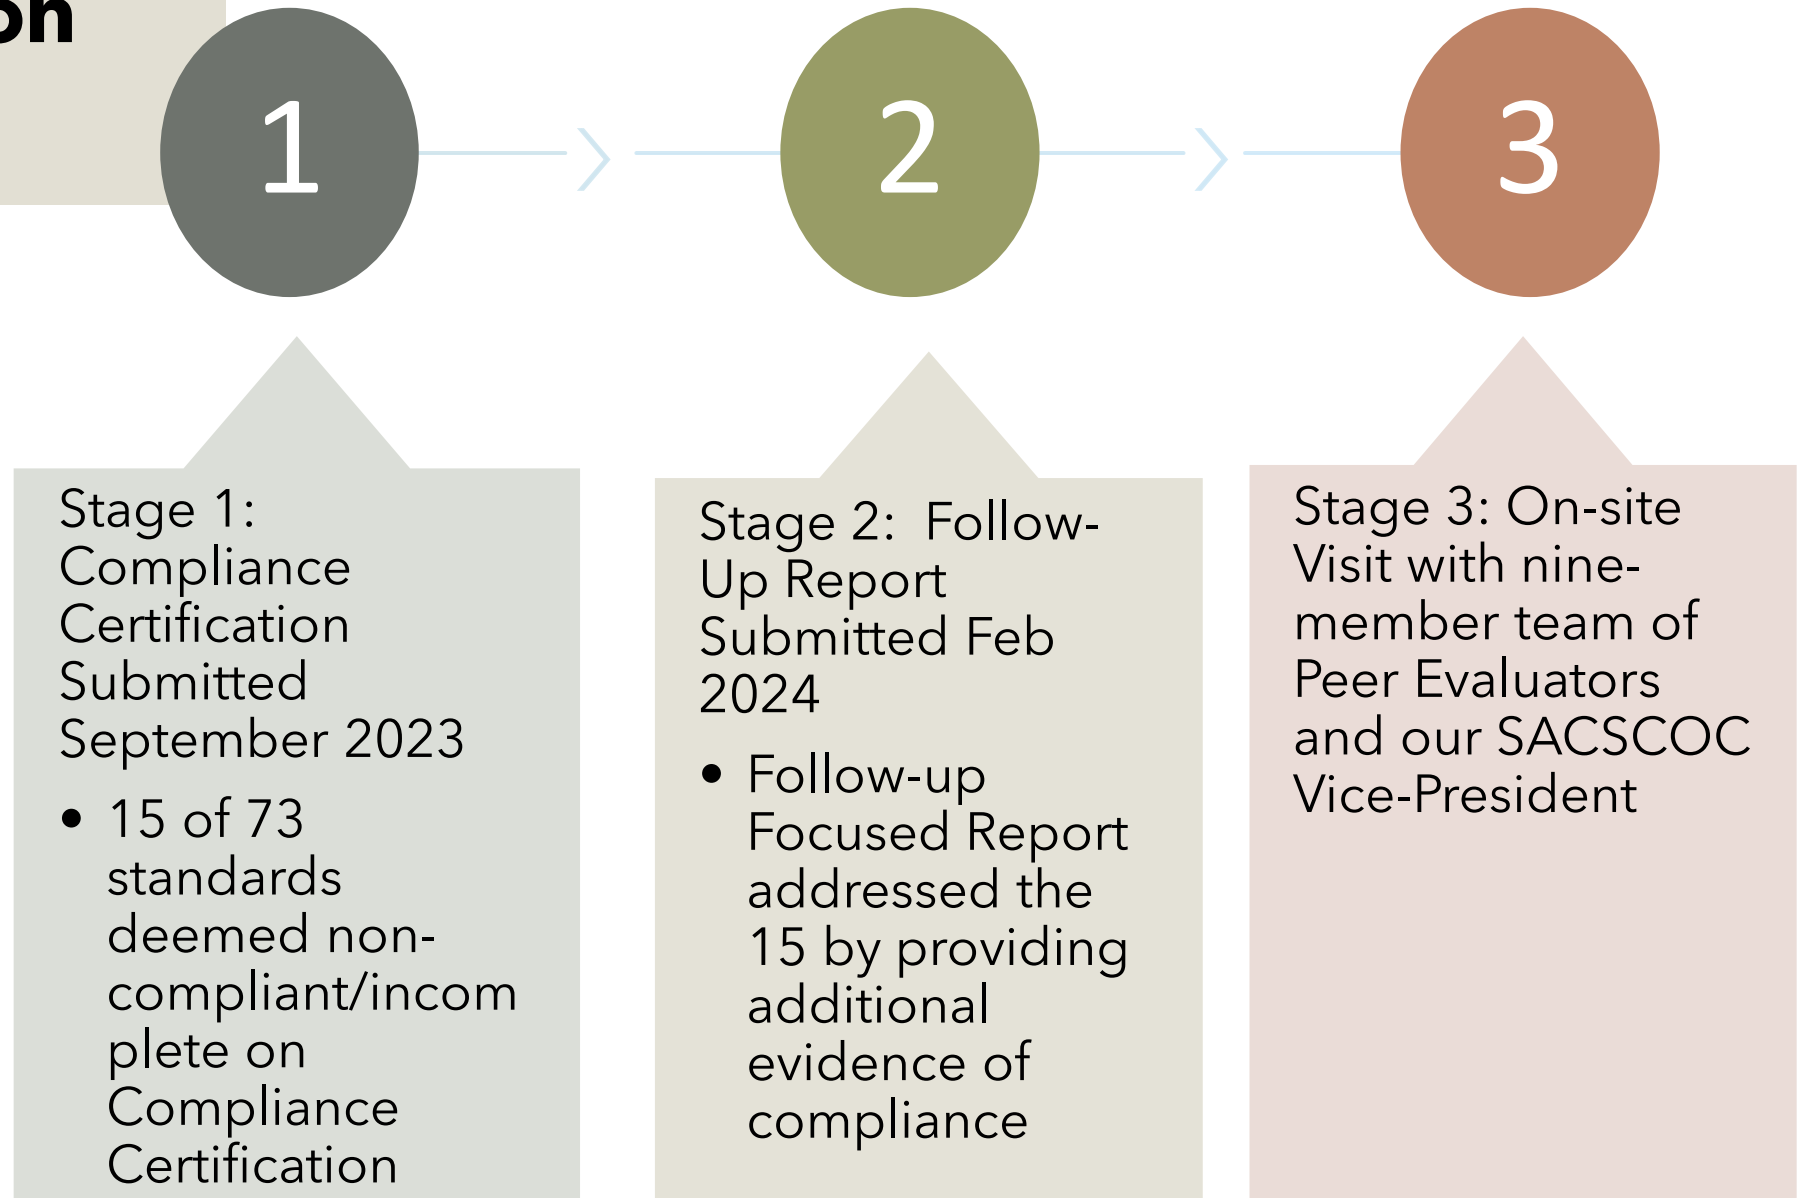 on
1
2
3
Stage 1:
Compliance
Certification
Submitted
September 2023
• 15 of 73
standards
deemed non-
compliant/incom
plete on
Compliance
Certification
Stage 2:  Follow-
Up Report
Submitted Feb
2024
• Follow-up
Focused Report
addressed the
15 by providing
additional
evidence of
compliance
Stage 3: On-site
Visit with nine-
member team of
Peer Evaluators
and our SACSCOC
Vice-President